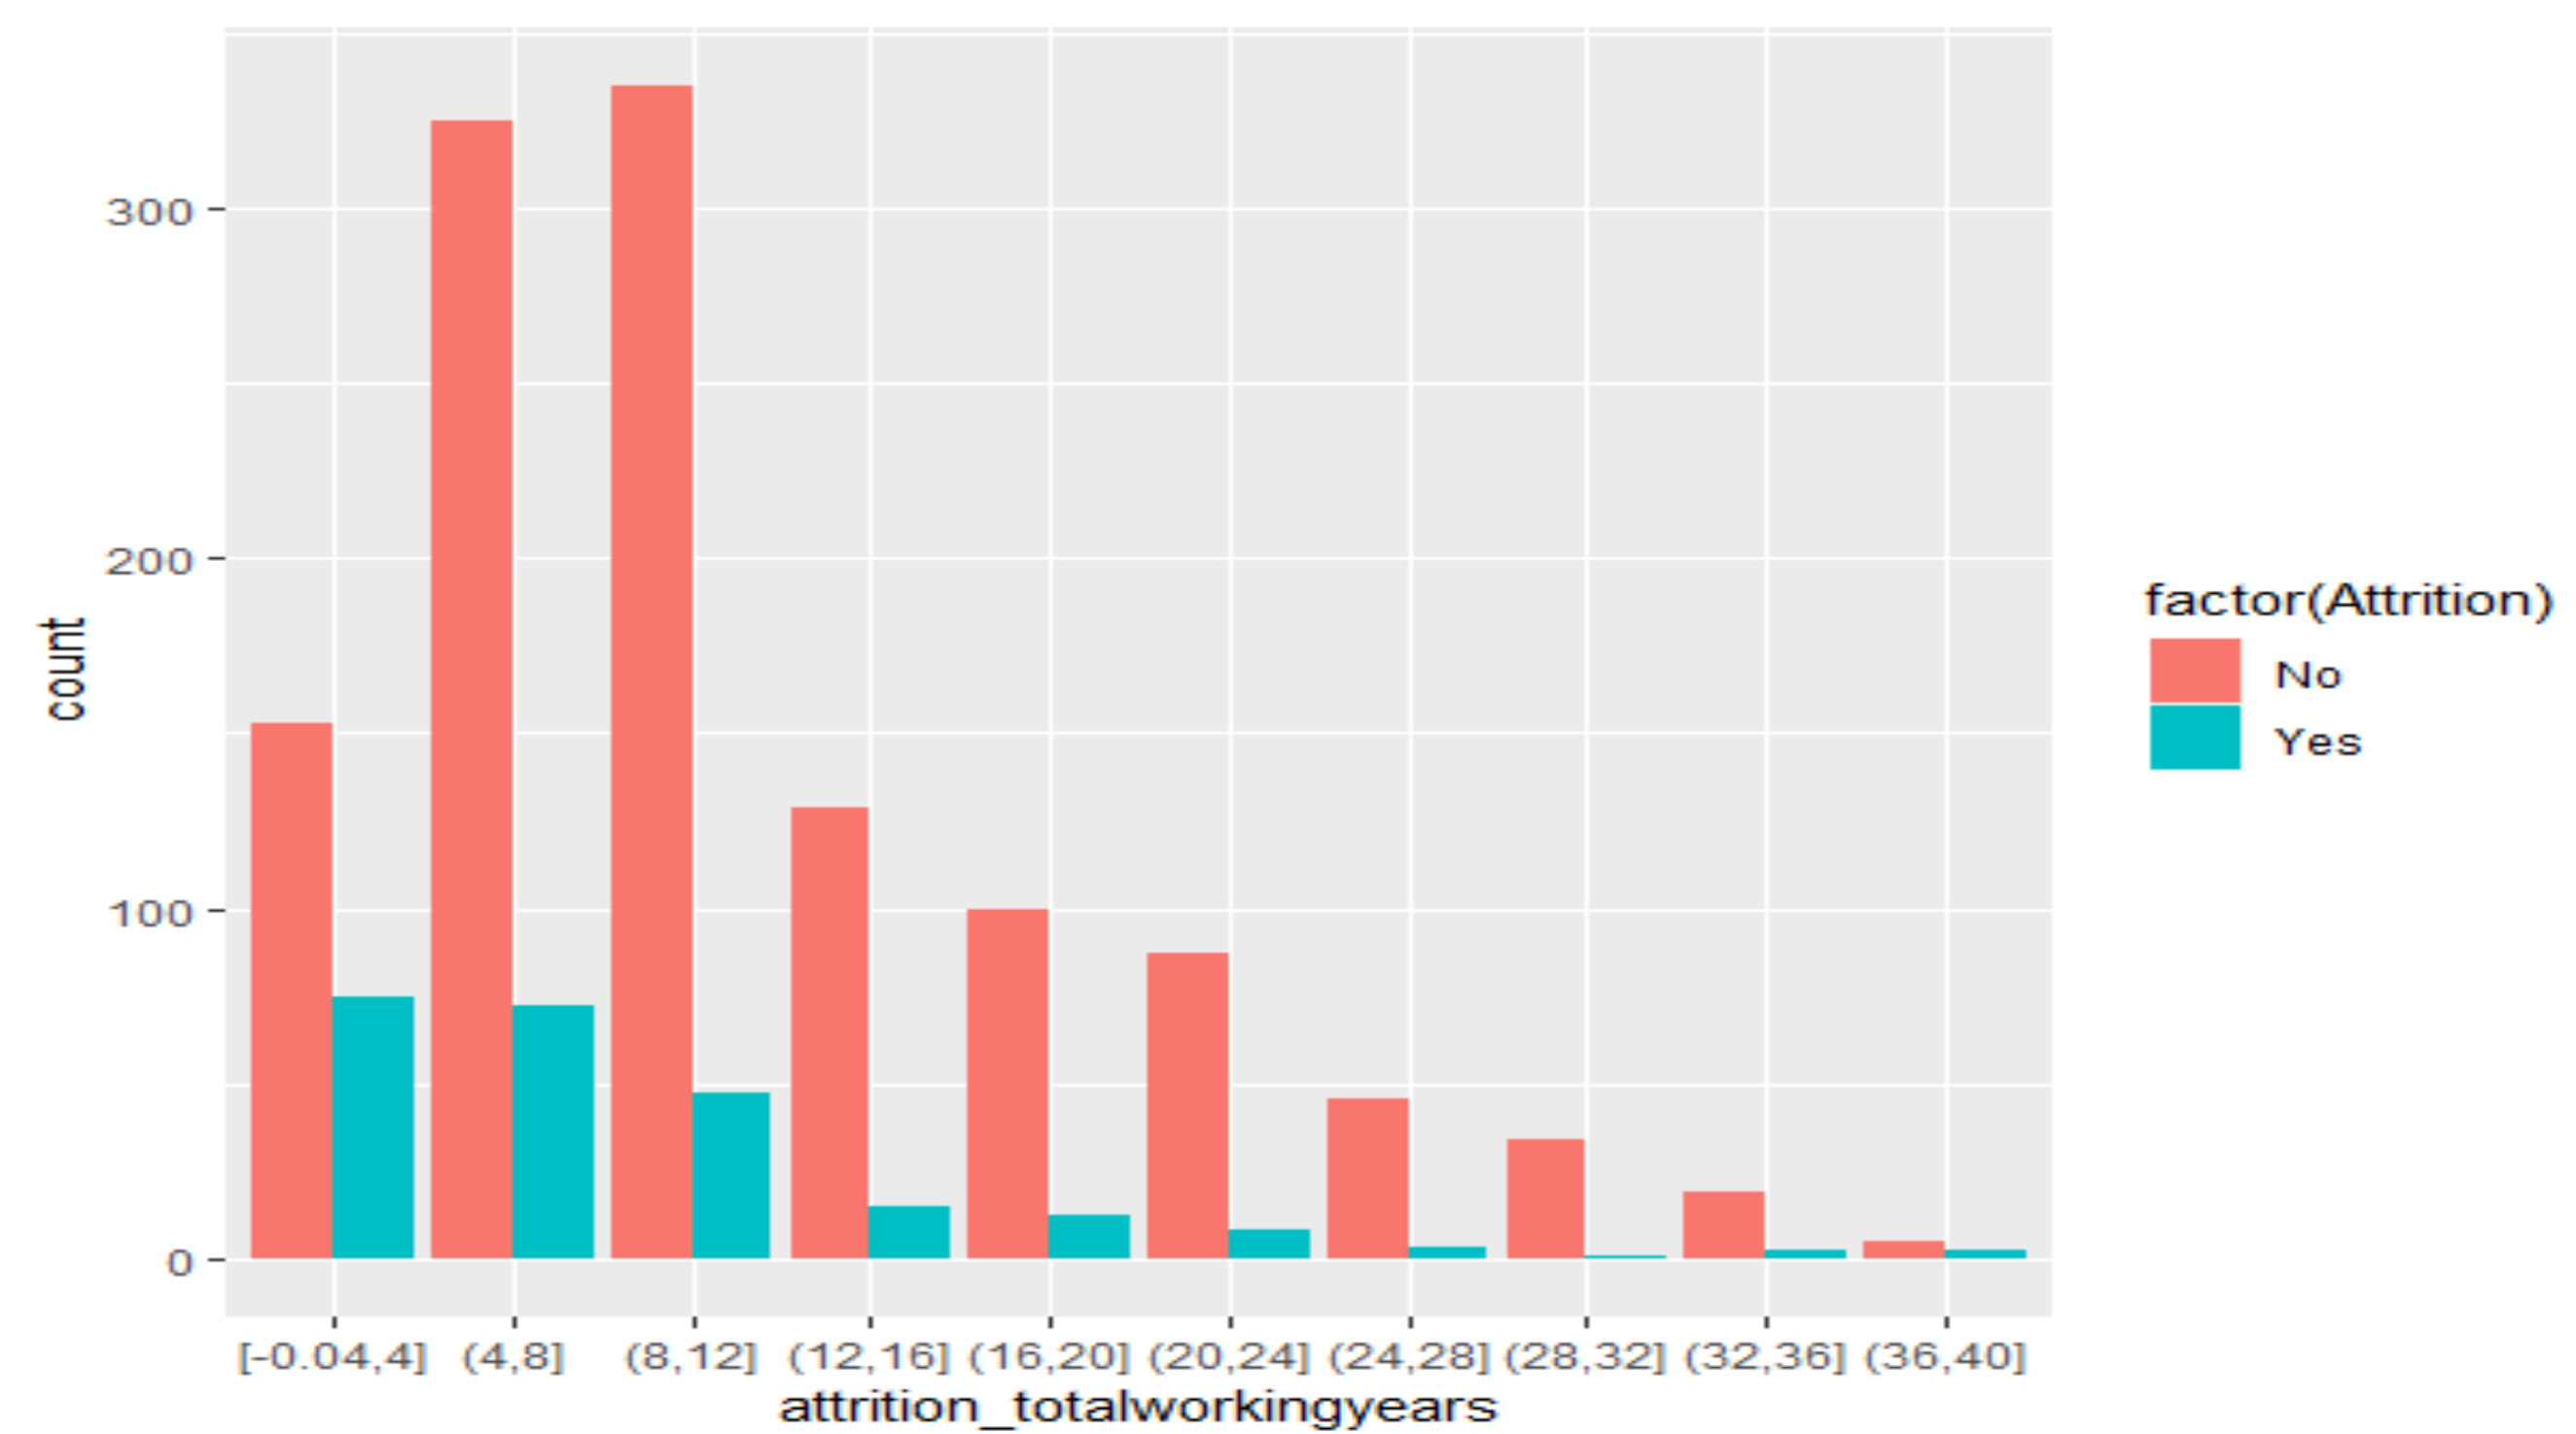 count
300
200
100
0
[-0.04,4] (4,8] (8,12] (12,16] (16,20] (20,24] (24,28] (28,32] (32,36] (36,40]
attrition_totalworkingyears
factor(Attrition)
No
Yes